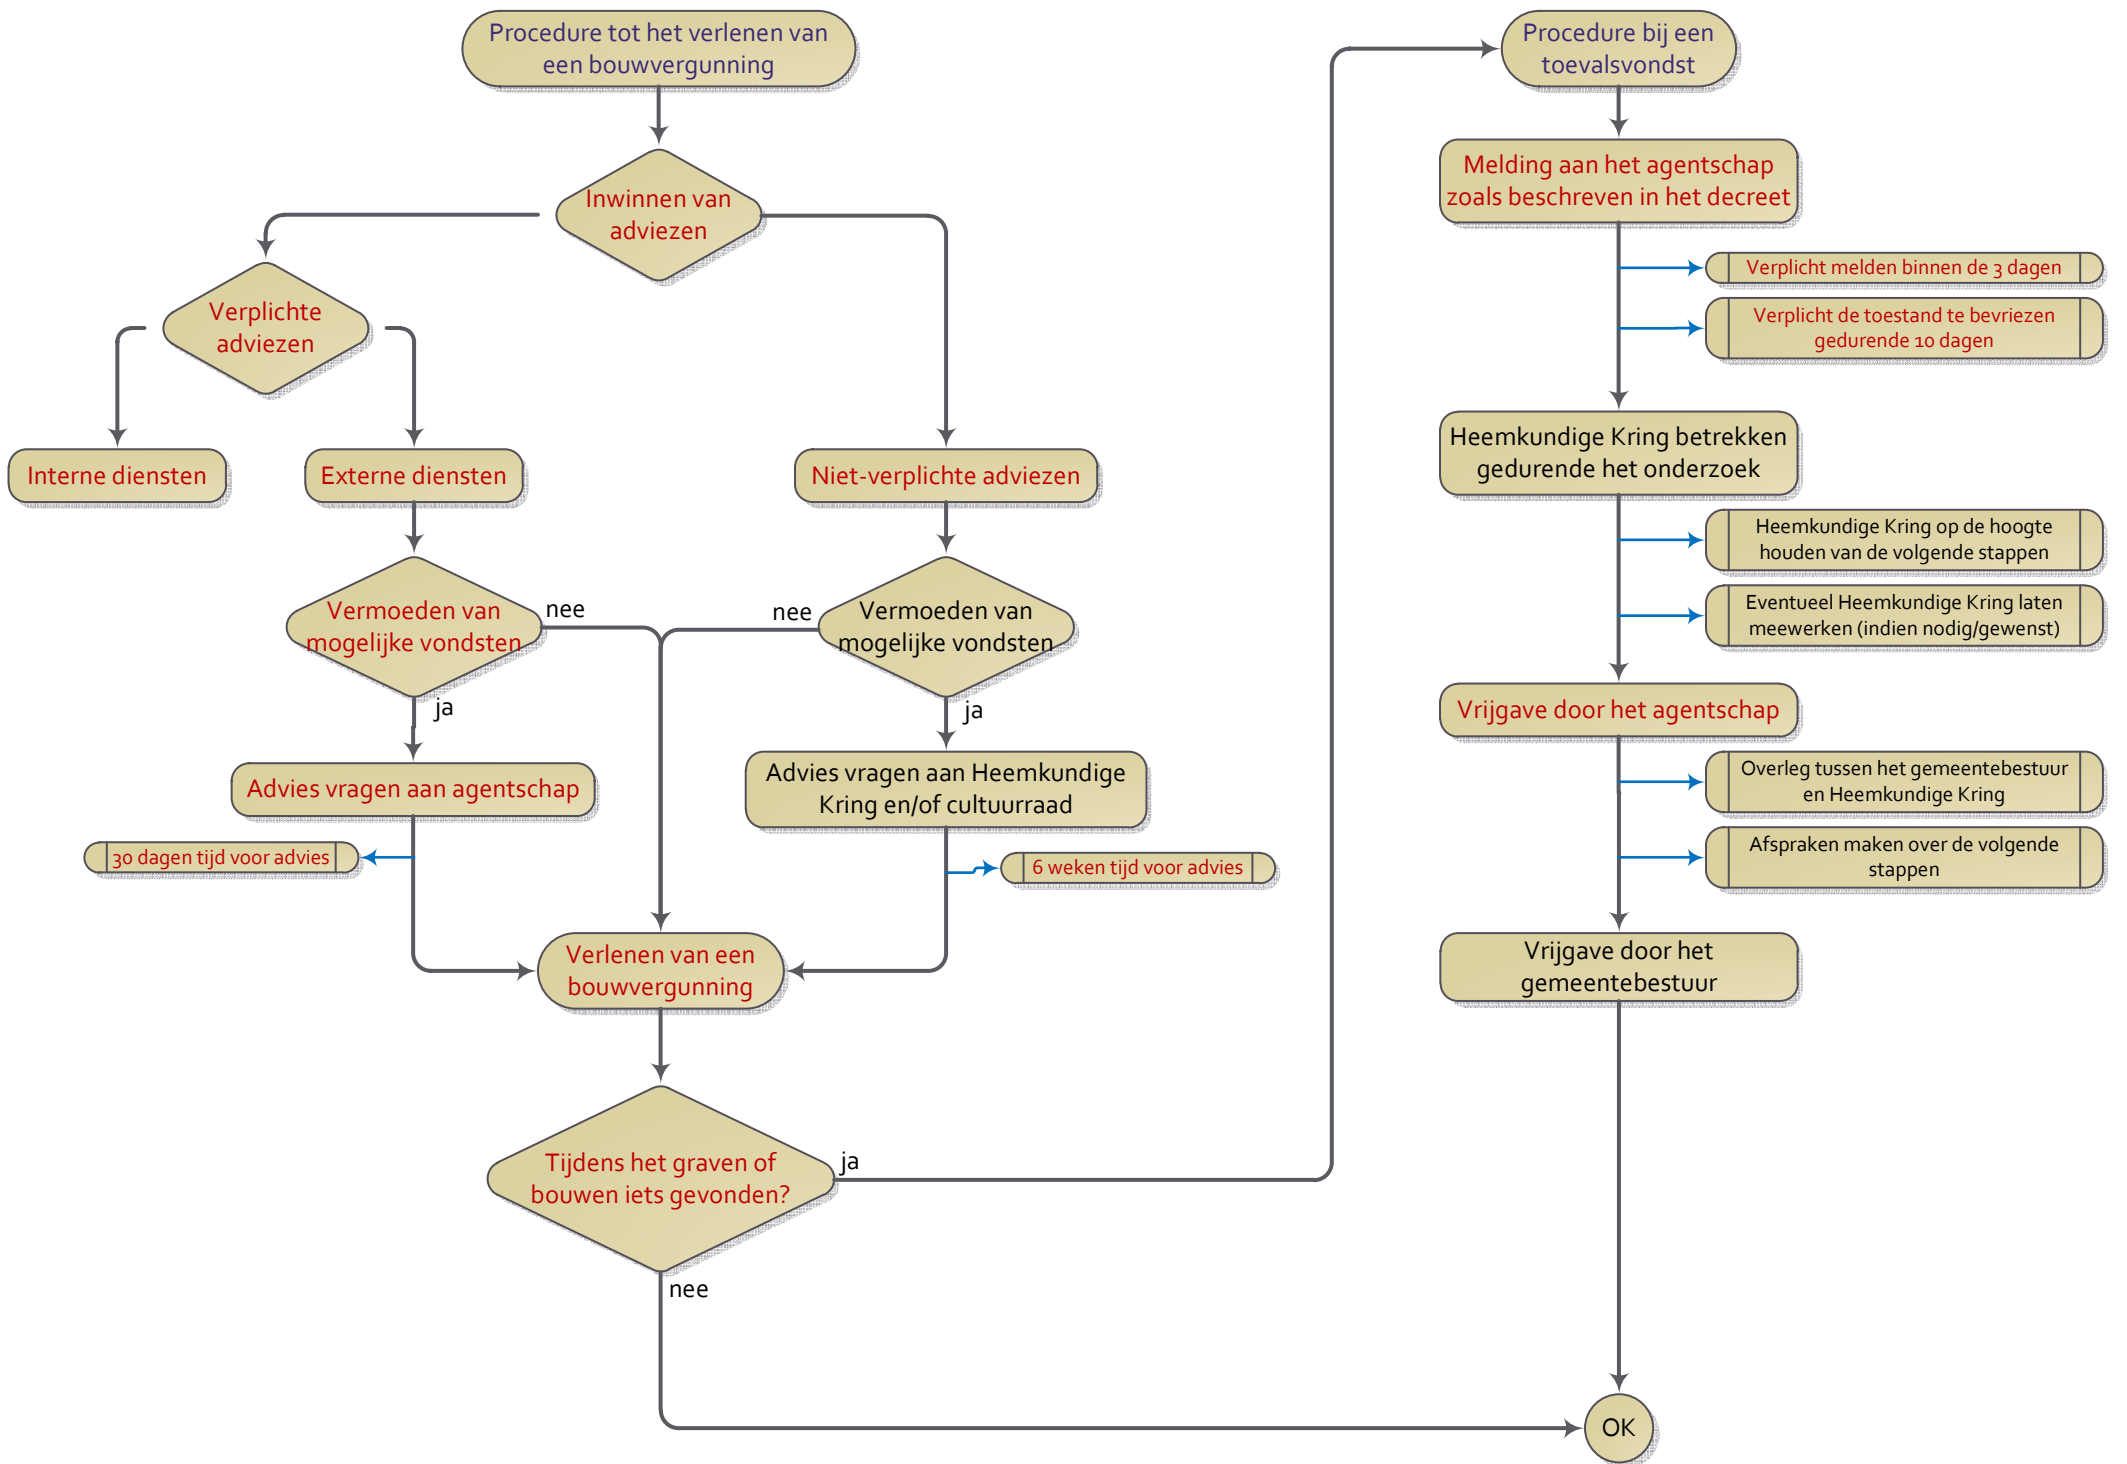 Procedure tot het verlenen van
een bouwvergunning
Inwinnen van
adviezen
Verplichte
adviezen
Interne diensten
Externe diensten
Niet-verplichte adviezen
Vermoeden van
mogelijke vondsten
nee
ja
nee
Vermoeden van
mogelijke vondsten
ja
Advies vragen aan agentschap
Advies vragen aan Heemkundige
Kring en/of cultuurraad
30 dagen tijd voor advies
6 weken tijd voor advies
Verlenen van een
bouwvergunning
Tijdens het graven of
bouwen iets gevonden?
ja
nee
Procedure bij een
toevalsvondst
Melding aan het agentschap
zoals beschreven in het decreet
Verplicht melden binnen de 3 dagen
Verplicht de toestand te bevriezen
gedurende 10 dagen
Heemkundige Kring betrekken
gedurende het onderzoek
Heemkundige Kring op de hoogte
houden van de volgende stappen
Eventueel Heemkundige Kring laten
meewerken (indien nodig/gewenst)
Vrijgave door het agentschap
Overleg tussen het gemeentebestuur
en Heemkundige Kring
Afspraken maken over de volgende
stappen
Vrijgave door het
gemeentebestuur
OK